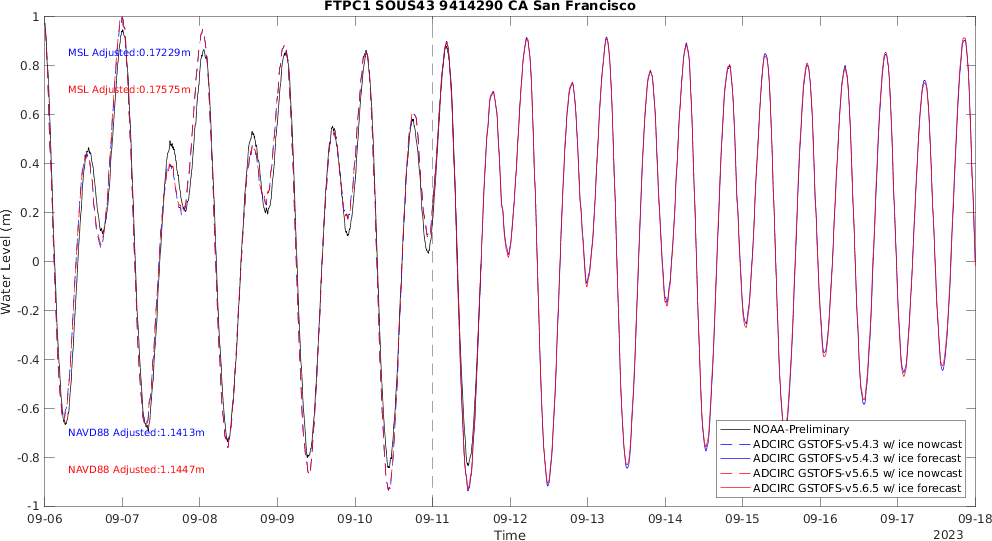 FTPC1 SOUS43 9414290 CA San Francisco
1
0.8
0.6
0.4
0.2
0
-0.2
-0.4
-0.6
-0.8
-1
Water Level (m)
MSL Adjusted:0.17229m
MSL Adjusted:0.17575m
NAVD88 Adjusted:1.1413m
NAVD88 Adjusted:1.1447m
NOAA-Preliminary
ADCIRC GSTOFS-v5.4.3 w/ ice nowcast
ADCIRC GSTOFS-v5.4.3 w/ ice forecast
ADCIRC GSTOFS-v5.6.5 w/ ice nowcast
ADCIRC GSTOFS-v5.6.5 w/ ice forecast
09-06 09-07 09-08 09-09 09-10 09-11 09-12 09-13 09-14 09-15 09-16 09-17 09-18
Time
2023